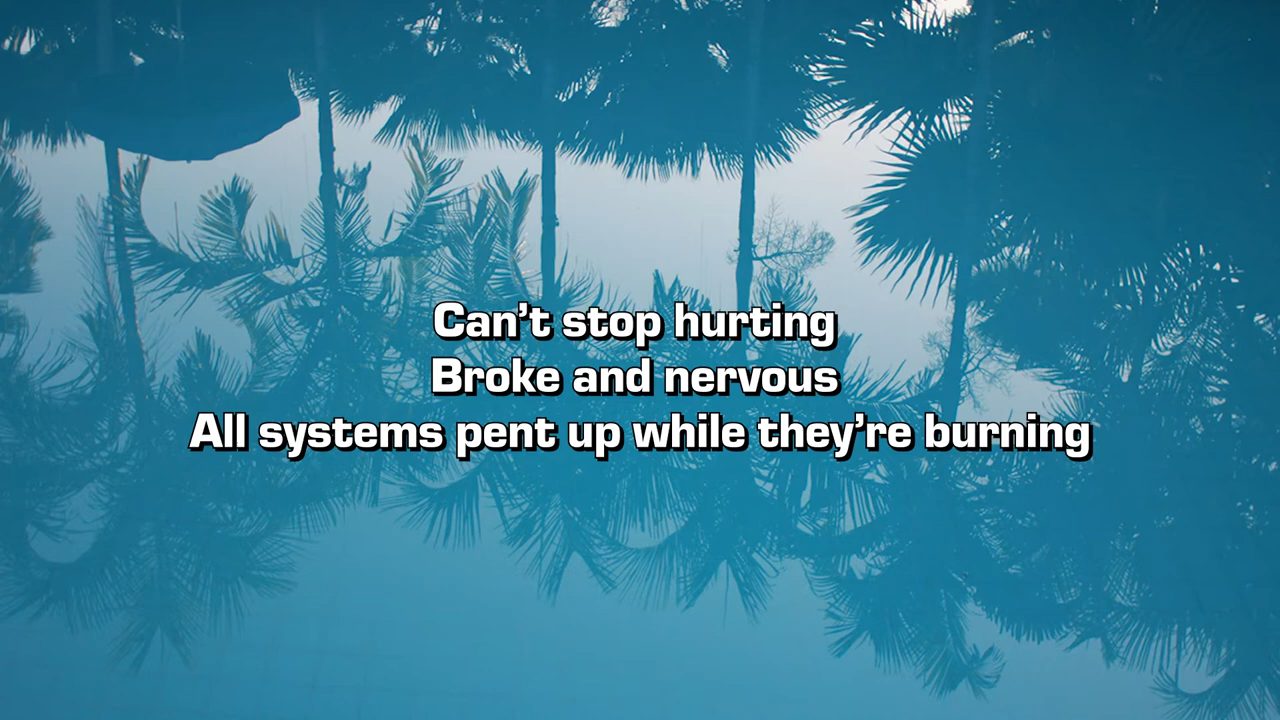 Can’t stop hurting
Broke and nervous
All systems pent up while they’re burning